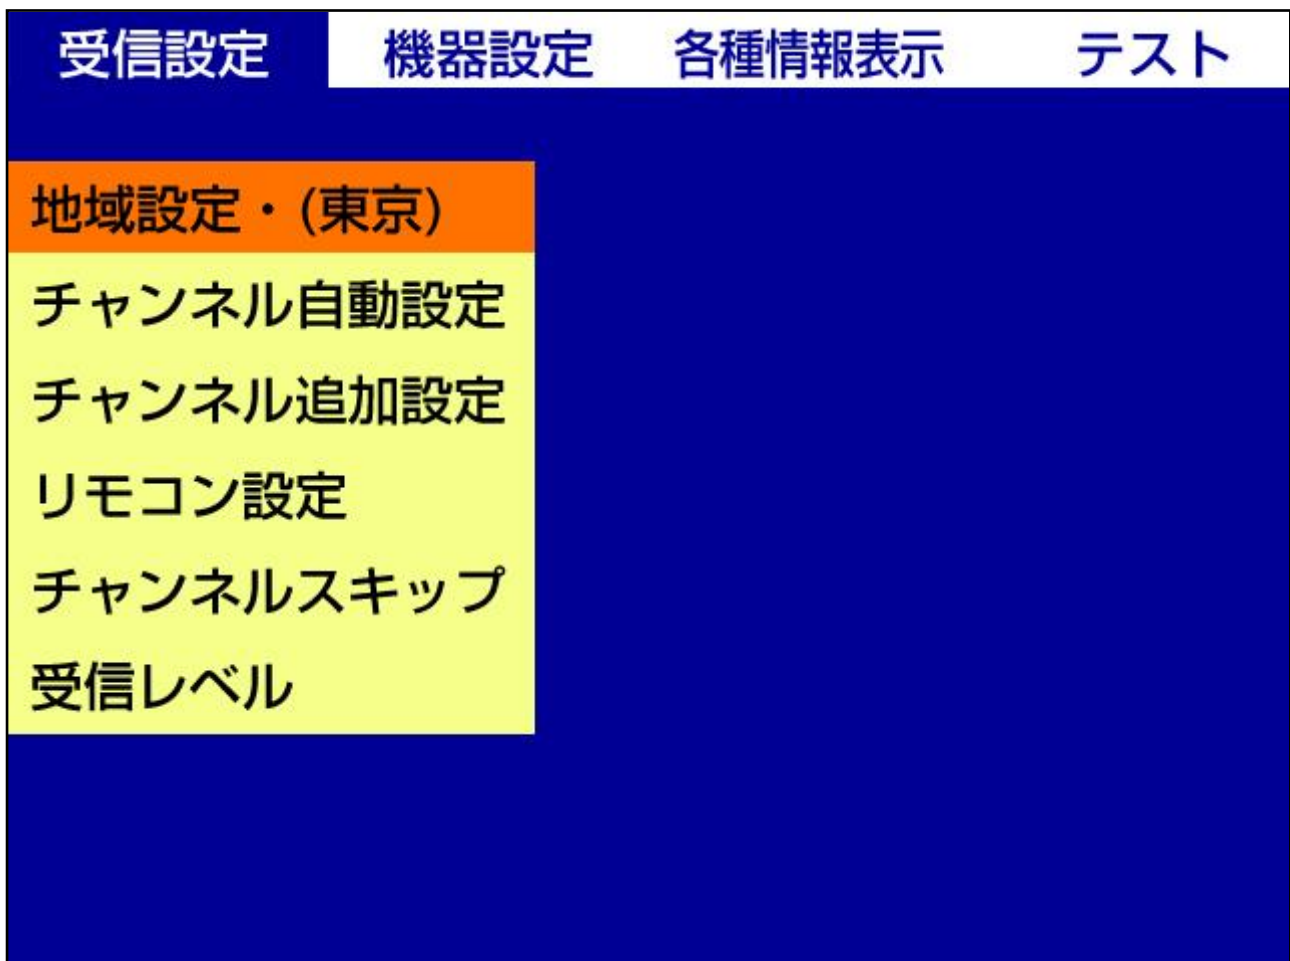 受信設定 機器設定 各種情報表示 テスト
地域設定・(東京)
チャンネル自動設定
チャンネル追加設定
リモコン設定
チャンネルスキップ
受信レベル